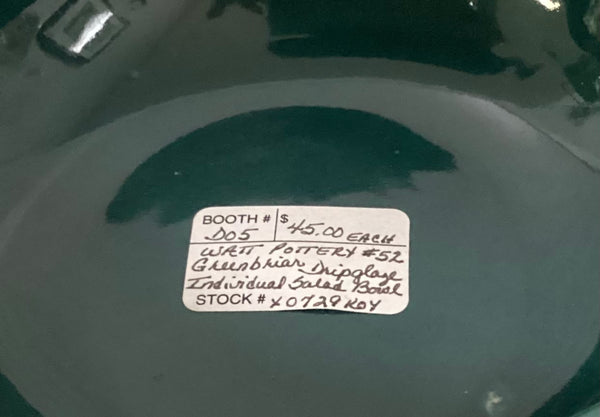 BOOTH # $
D05 45.00 EACH
WATT POTTERY #52
Greenbriar Dripglaze
Individual Salad Bowl
STOCK # X0729 KOY